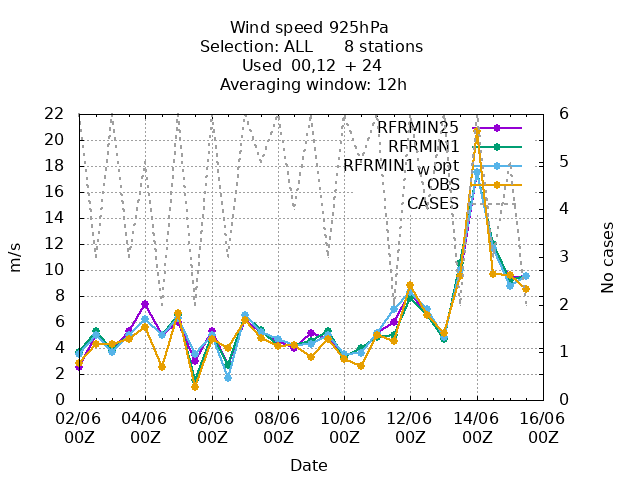 Wind speed 925hPa
Selection: ALL 8 stations
Used 00,12 + 24
Averaging window: 12h
22 6
20
18 5
16
14 4
12
10 3
8
6 2
4 1
2
0 0
m/s
No cases
RFRMIN25
RFRMIN1
RFRMIN1_w opt
OBS
CASES
02/06 04/06 06/06 08/06 10/06 12/06 14/06 16/06
00Z 00Z 00Z 00Z 00Z 00Z 00Z 00Z
Date